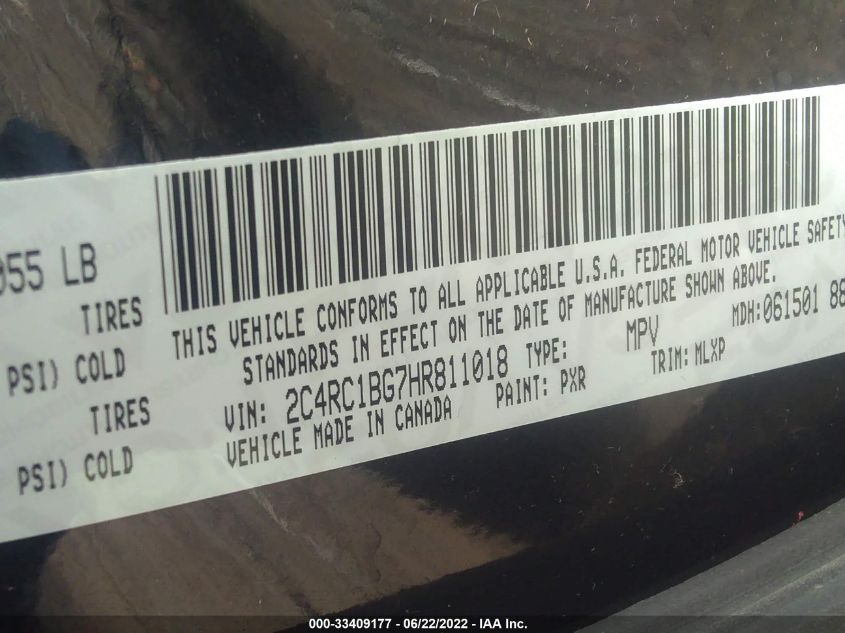 055 LB
TIRES
PSI) COLD
TIRES
PSI) COLD
THIS VEHICLE CONFORMS TO ALL APPLICABLE U.S.A. FEDERAL MOTOR VEHICLE SAFETY
STANDARDS IN EFFECT ON THE DATE OF MANUFACTURE SHOWN ABOVE.
VIN: 2C4RC1BG7HR811018 TYPE: MPV MDH:061501 88
VEHICLE MADE IN CANADA PAINT: PXR TRIM: MLXP
000-33409177 - 06/22/2022 - IAA Inc.